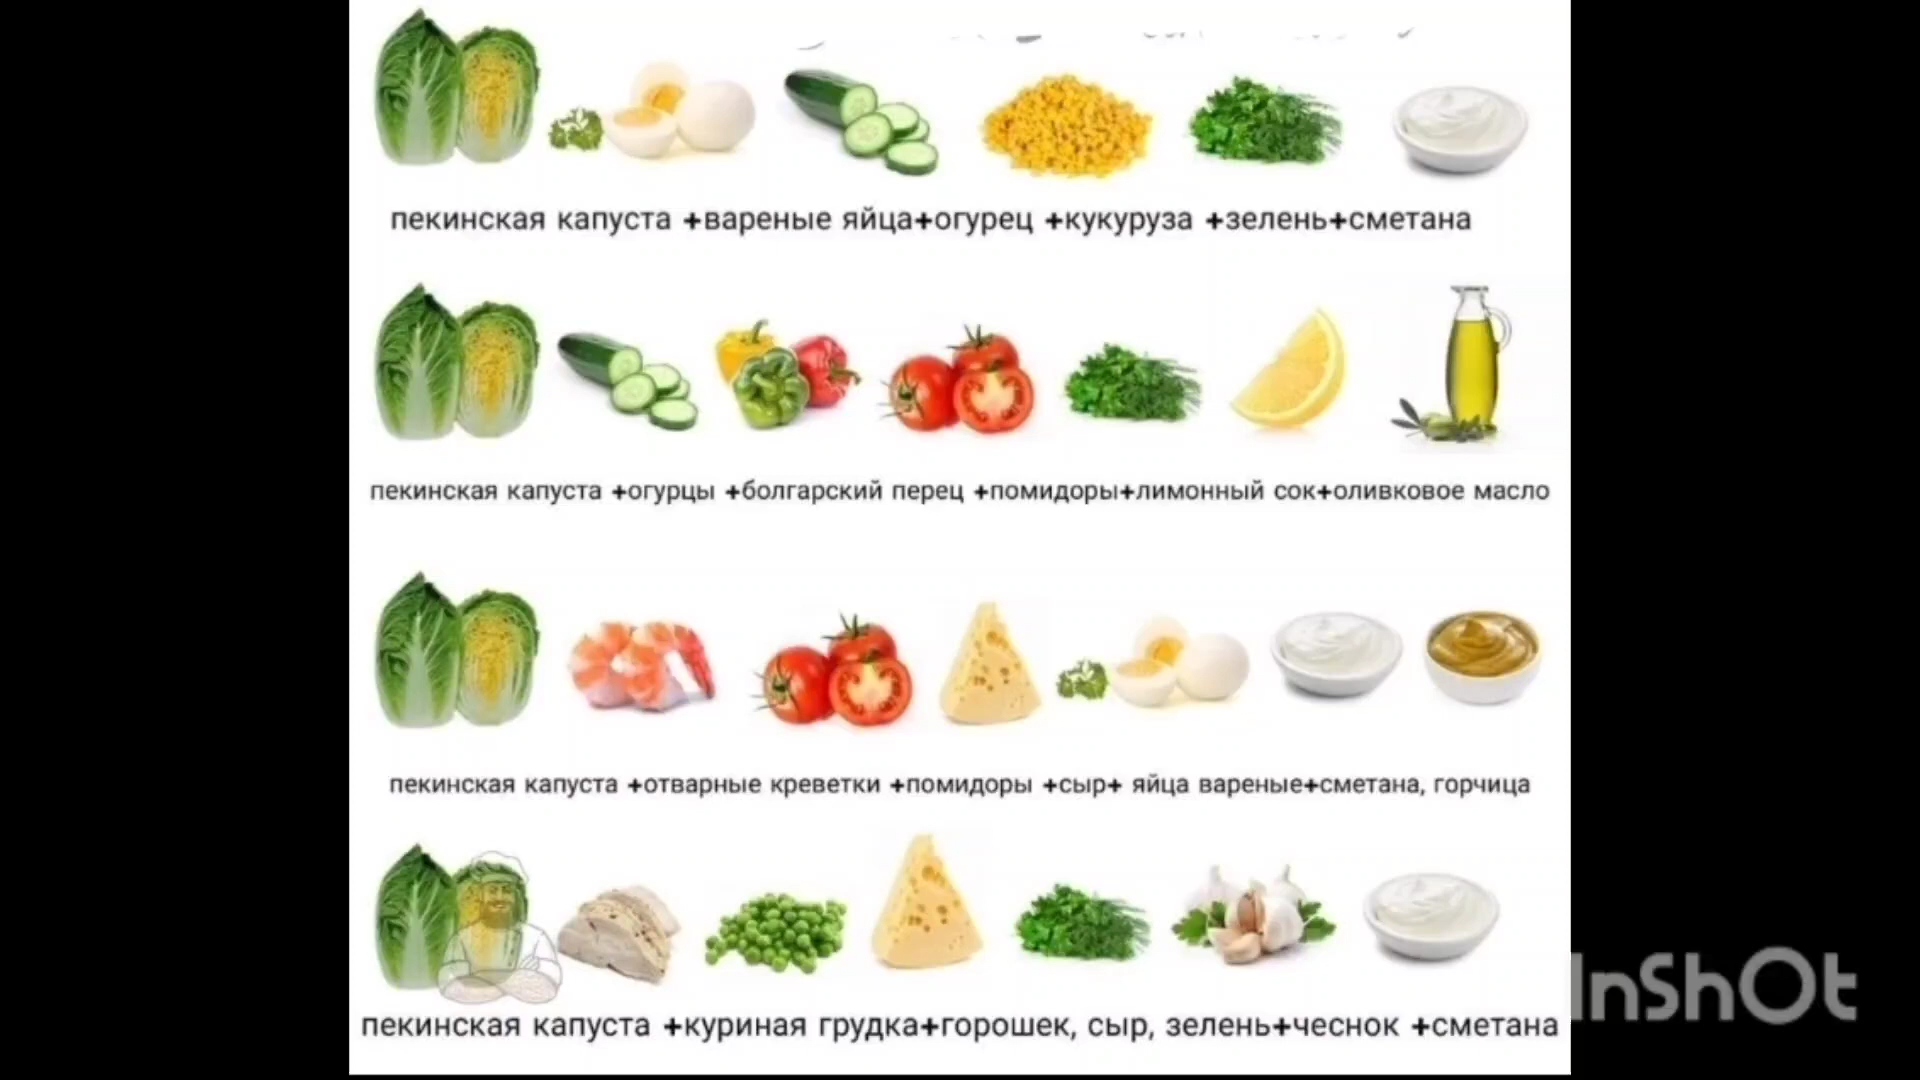 пекинская капуста +вареные яйца+огурец +кукуруза +зелень+сметана
пекинская капуста +огурцы +болгарский перец +помидоры+лимонный сок+оливковое масло
пекинская капуста +отварные креветки +помидоры +сыр+ яйца вареные+сметана, горчица
пекинская капуста +куриная грудка+горошек, сыр, зелень+чеснок +сметана
InShOt